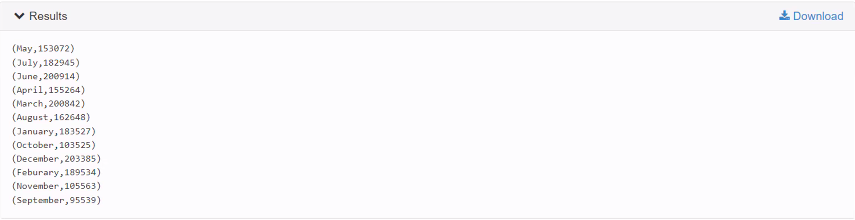 Results
Download
(May,153072)
(July,182945)
(June,200914)
(April,155264)
(March,200842)
(August,162648)
(January,183527)
(October,103525)
(December,203385)
(Feburary,189534)
(November,105563)
(September,95539)